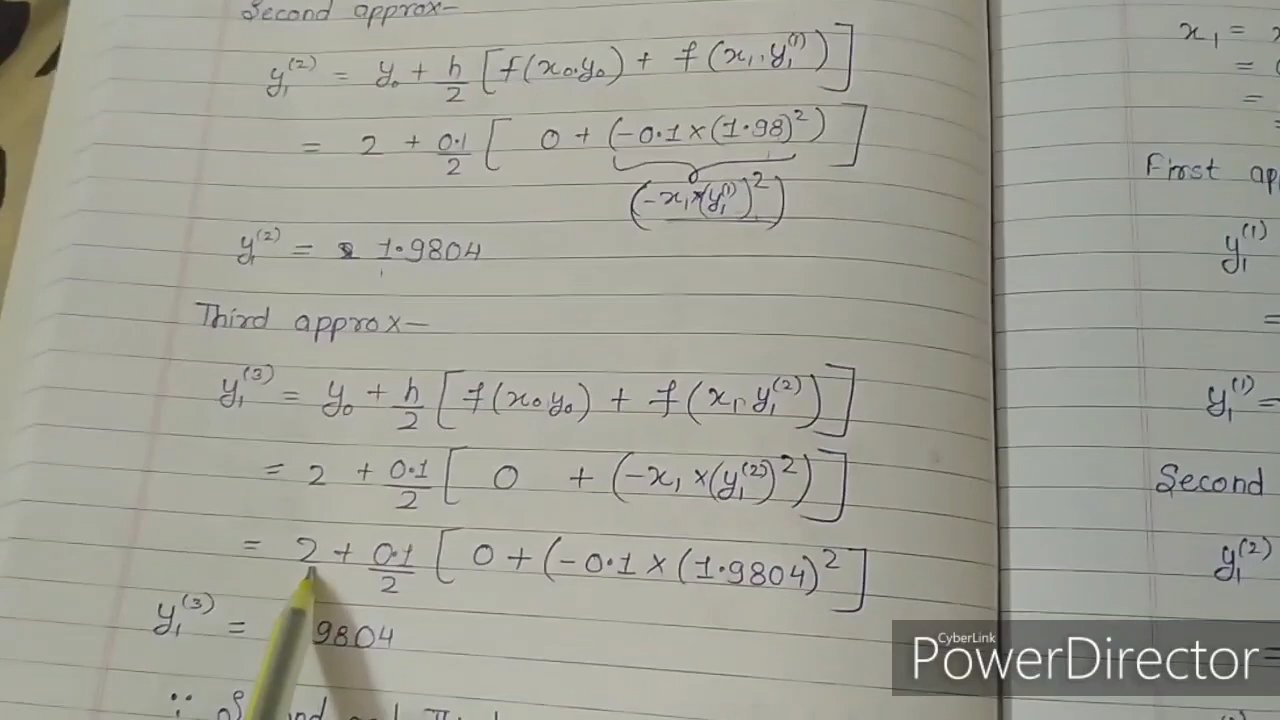 Second approx-
y₁⁽²⁾ = y₀ + h/2 [f(x₀,y₀) + f(x₁,y₁⁽¹⁾)]
= 2 + 0.1/2 [ 0 + (-0.1×(1.98)²) ]
(-x₁×(y₁⁽¹⁾)²)
y₁⁽²⁾ = 1.9804
Third approx-
y₁⁽³⁾ = y₀ + h/2 [f(x₀,y₀) + f(x₁,y₁⁽²⁾)]
= 2 + 0.1/2 [ 0 + (-x₁×(y₁⁽²⁾)²)]
= 2 + 0.1/2 [ 0 + (-0.1×(1.9804)²]
y₁⁽³⁾ = 9804
∵
x₁ =
=
=
First
y₁⁽¹⁾
=
y₁⁽¹⁾ =
Second
y₁⁽²⁾
CyberLink
PowerDirector